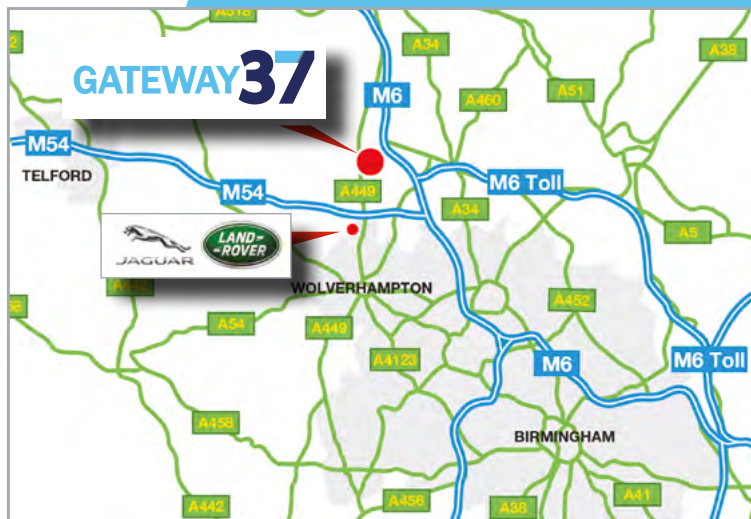 A518
GATEWAY37
A34
A38
M6
A460
A51
M54
TELFORD
M54
A449
M6 Toll
A34
A5
JAGUAR
LAND-
-ROVER
A442
WOLVERHAMPTON
A452
A54
A449
A4123
M6
M6 Toll
A458
BIRMINGHAM
A442
A456
A38
A41